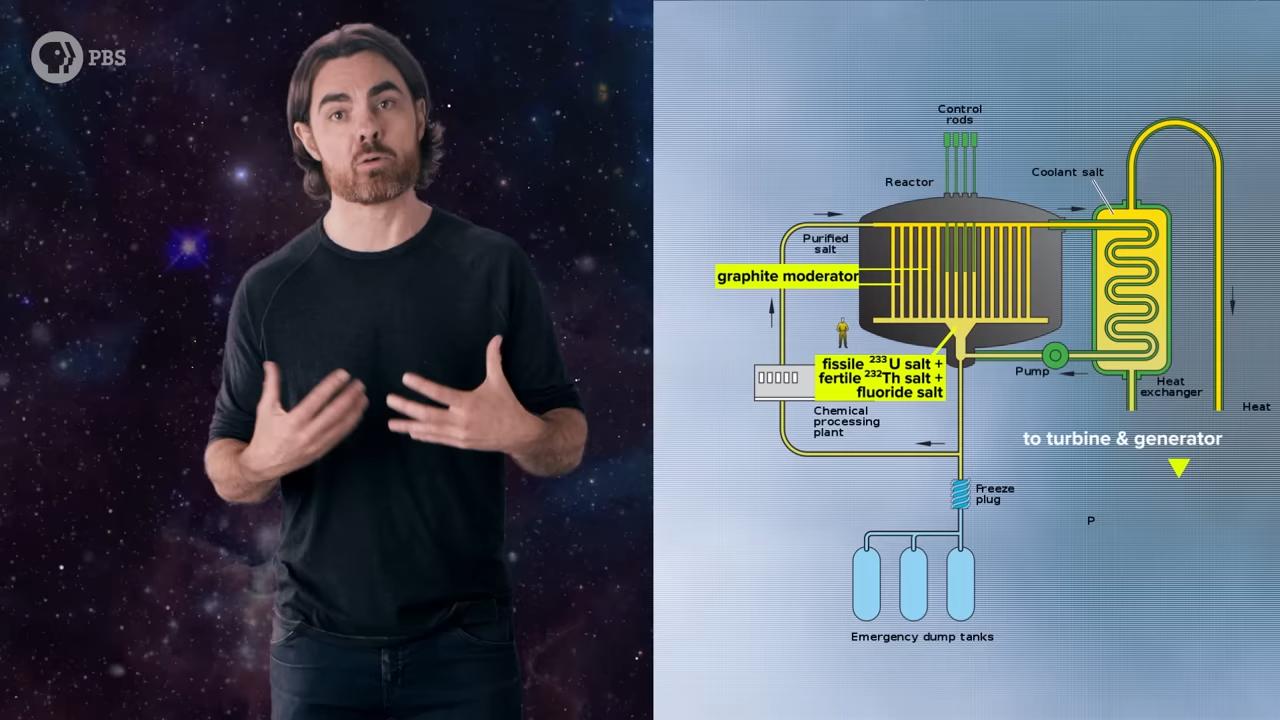 PBS
Control
rods
Reactor
Coolant salt
Purified
salt
graphite moderator
fissile ²³³U salt +
fertile ²³²Th salt +
fluoride salt
Pump
Heat
exchanger
Heat
Chemical
processing
plant
to turbine & generator
Freeze
plug
P
Emergency dump tanks